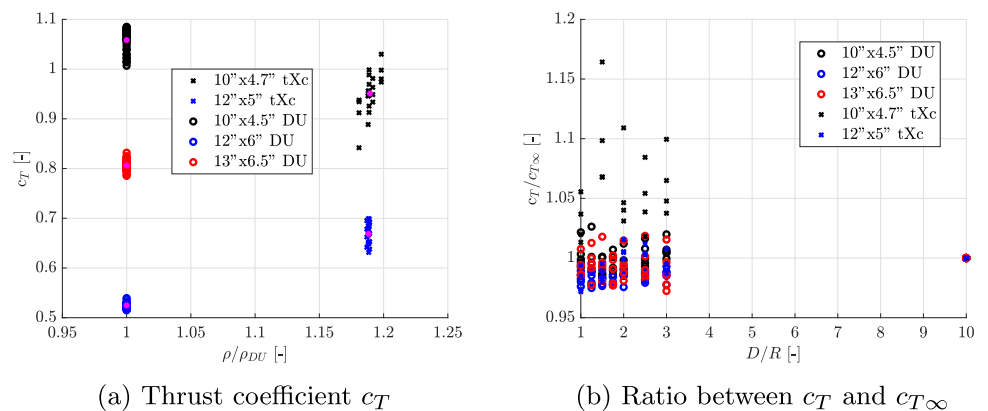 1.1
1
0.9
0.8
0.7
0.6
0.5
c_T [-]
0.95 1 1.05 1.1 1.15 1.2 1.25
ρ/ρ_DU [-]
10”x4.7” tXc
12”x5” tXc
10”x4.5” DU
12”x6” DU
13”x6.5” DU
(a) Thrust coefficient c_T
1.2
1.15
1.1
1.05
1
0.95
c_T/c_T∞ [-]
1 2 3 4 5 6 7 8 9 10
D/R [-]
10”x4.5” DU
12”x6” DU
13”x6.5” DU
10”x4.7” tXc
12”x5” tXc
(b) Ratio between c_T and c_T∞